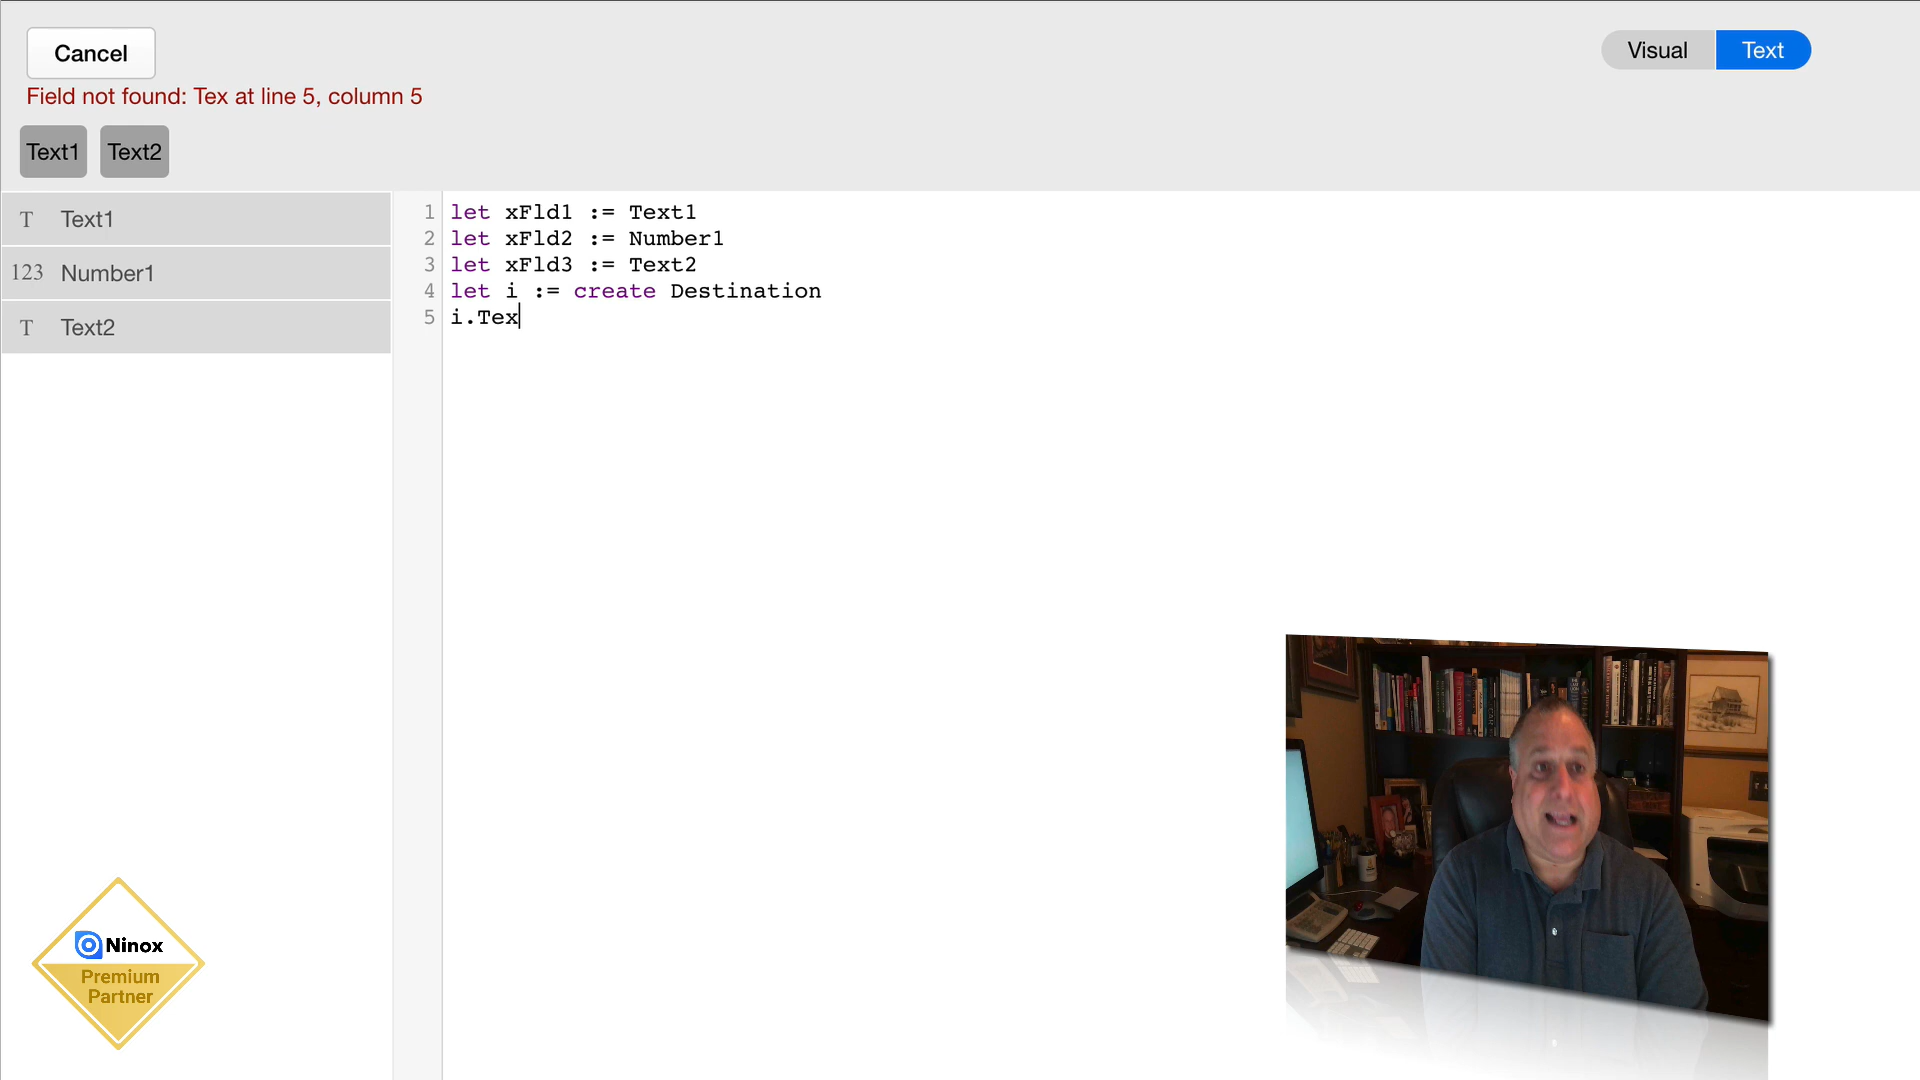 Cancel
Visual
Text
Field not found: Tex at line 5, column 5
Text1
Text2
T Text1
123 Number1
T Text2
1 let xFld1 := Text1
2 let xFld2 := Number1
3 let xFld3 := Text2
4 let i := create Destination
5 i.Tex
Ninox
Premium
Partner